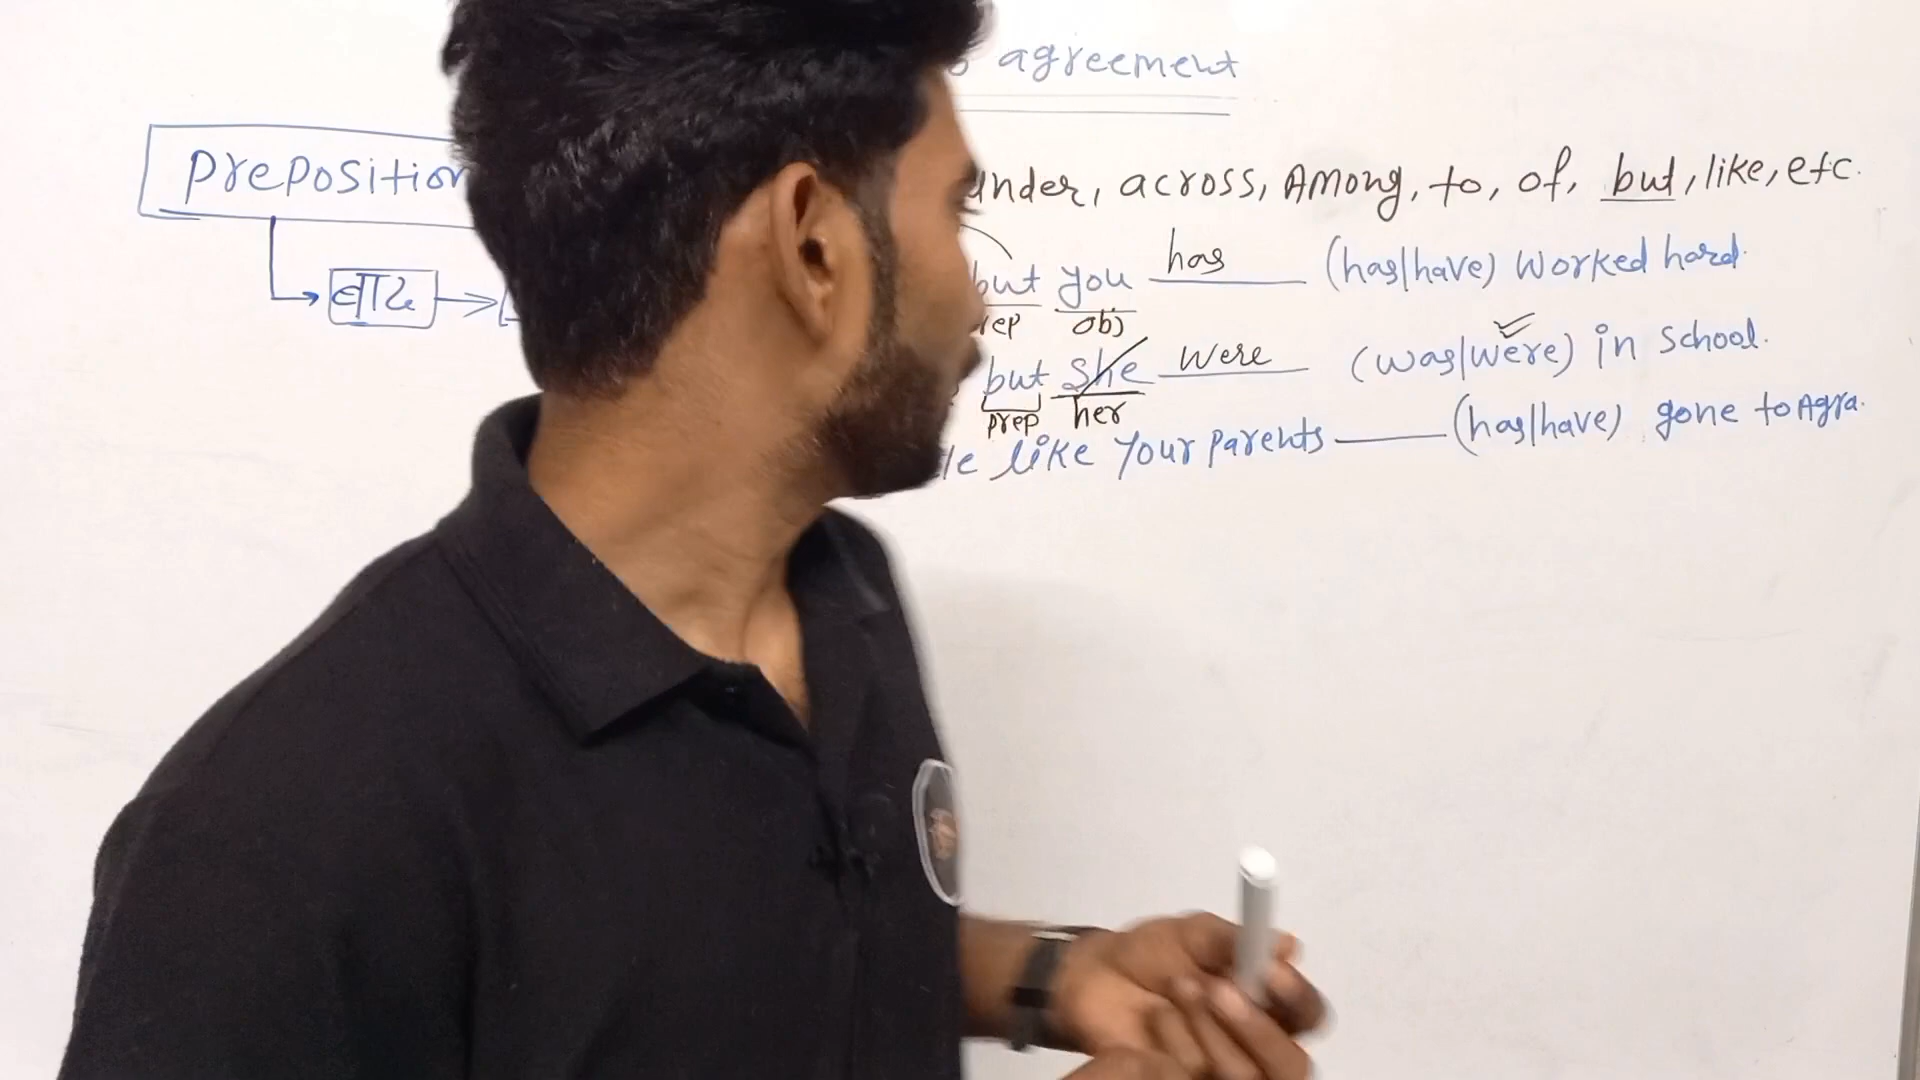 agreement
Preposition under, across, Among, to, of, but, like, etc.
but you has (has/have) worked hard.
बाद obj
but she were (was/were) in school.
prep her
like your parents (has/have) gone to Agra.